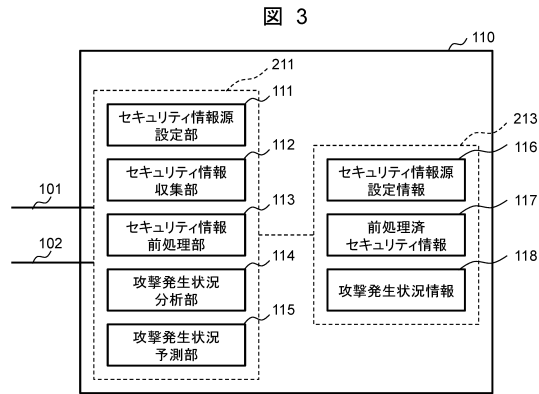 図 3
110
211
111
セキュリティ情報源
設定部
112
セキュリティ情報
収集部
113
セキュリティ情報
前処理部
114
攻撃発生状況
分析部
115
攻撃発生状況
予測部
101
102
213
116
セキュリティ情報源
設定情報
117
前処理済
セキュリティ情報
118
攻撃発生状況情報